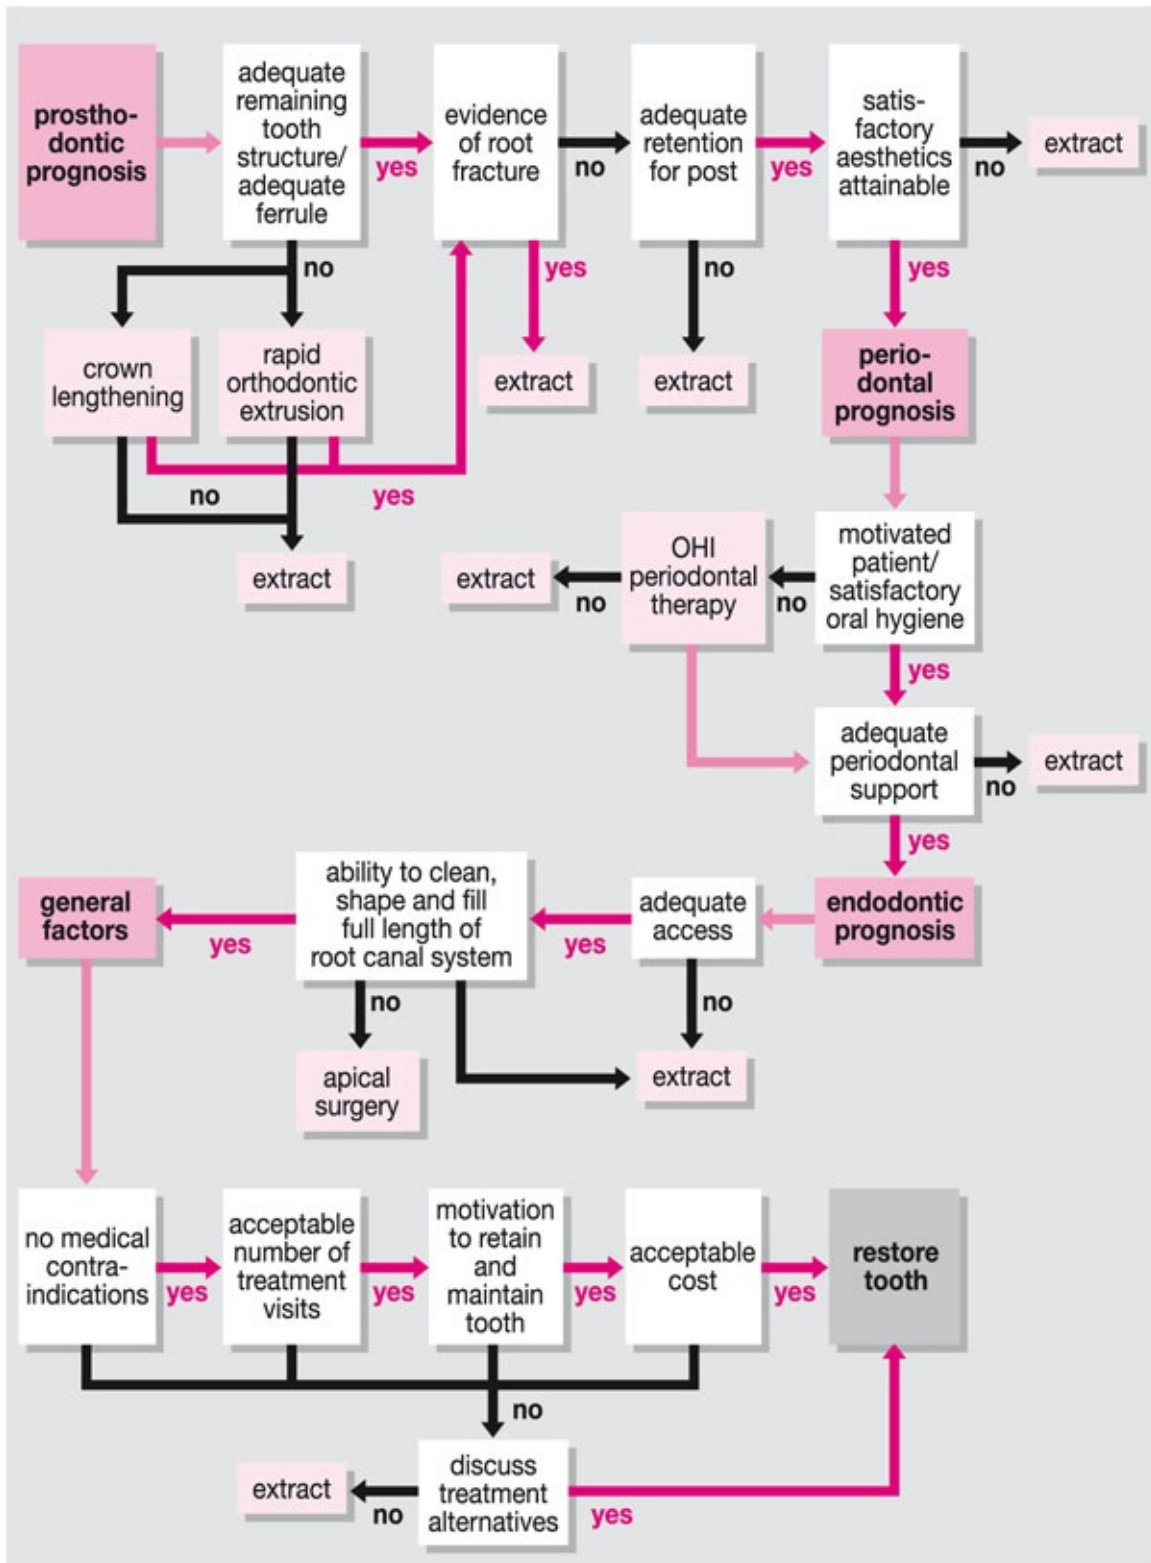 prostho-
dontic
prognosis
adequate
remaining
tooth
structure/
adequate
ferrule
yes
evidence
of root
fracture
no
adequate
retention
for post
yes
satis-
factory
aesthetics
attainable
no
extract
no
yes
no
yes
crown
lengthening
rapid
orthodontic
extrusion
extract
extract
perio-
dontal
prognosis
no
yes
extract
extract
no
OHI
periodontal
therapy
no
motivated
patient/
satisfactory
oral hygiene
yes
adequate
periodontal
support
no
extract
yes
general
factors
yes
ability to clean,
shape and fill
full length of
root canal system
yes
adequate
access
endodontic
prognosis
no
no
apical
surgery
extract
no medical
contra-
indications
yes
acceptable
number of
treatment
visits
yes
motivation
to retain
and
maintain
tooth
yes
acceptable
cost
yes
restore
tooth
no
extract
no
discuss
treatment
alternatives
yes